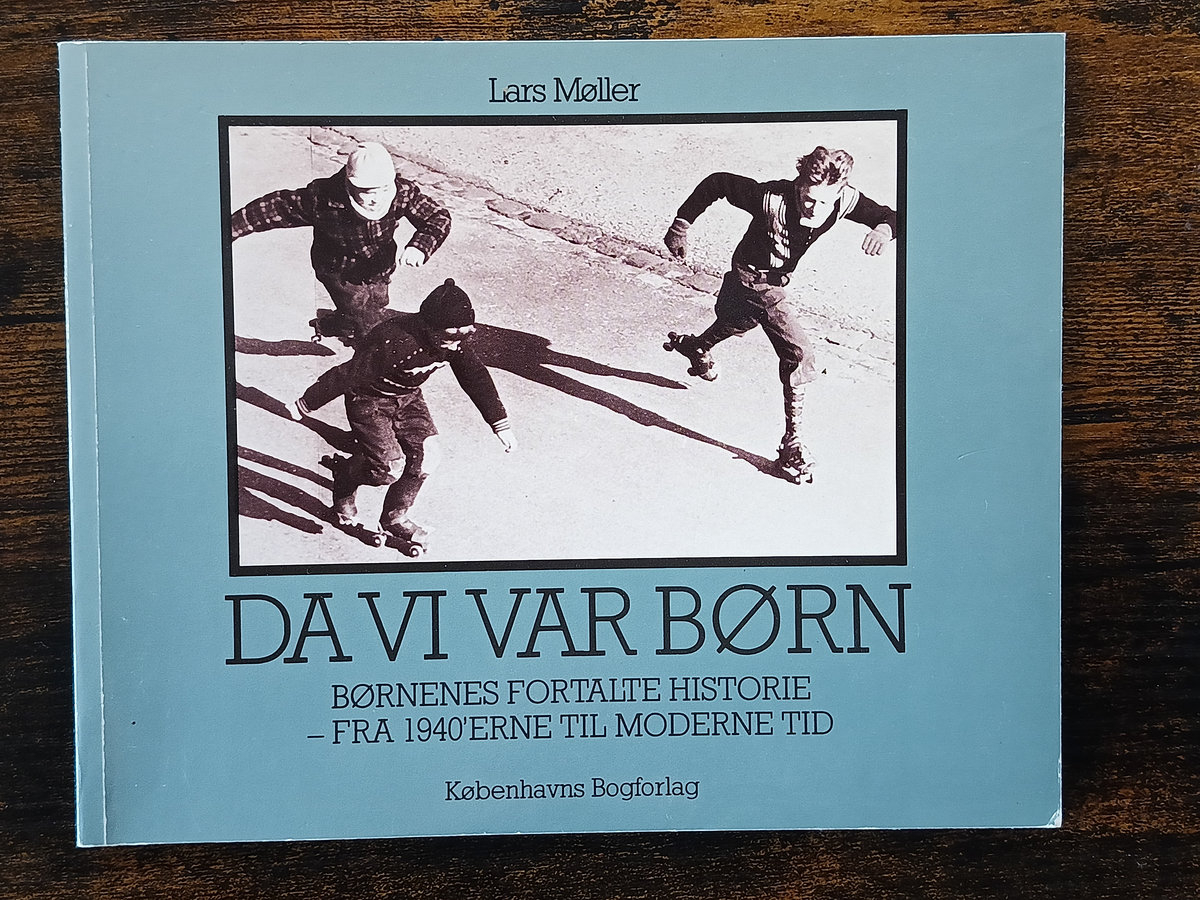 Lars Møller
DA VI VAR BØRN
BØRNENES FORTALTE HISTORIE
– FRA 1940'ERNE TIL MODERNE TID
Københavns Bogforlag